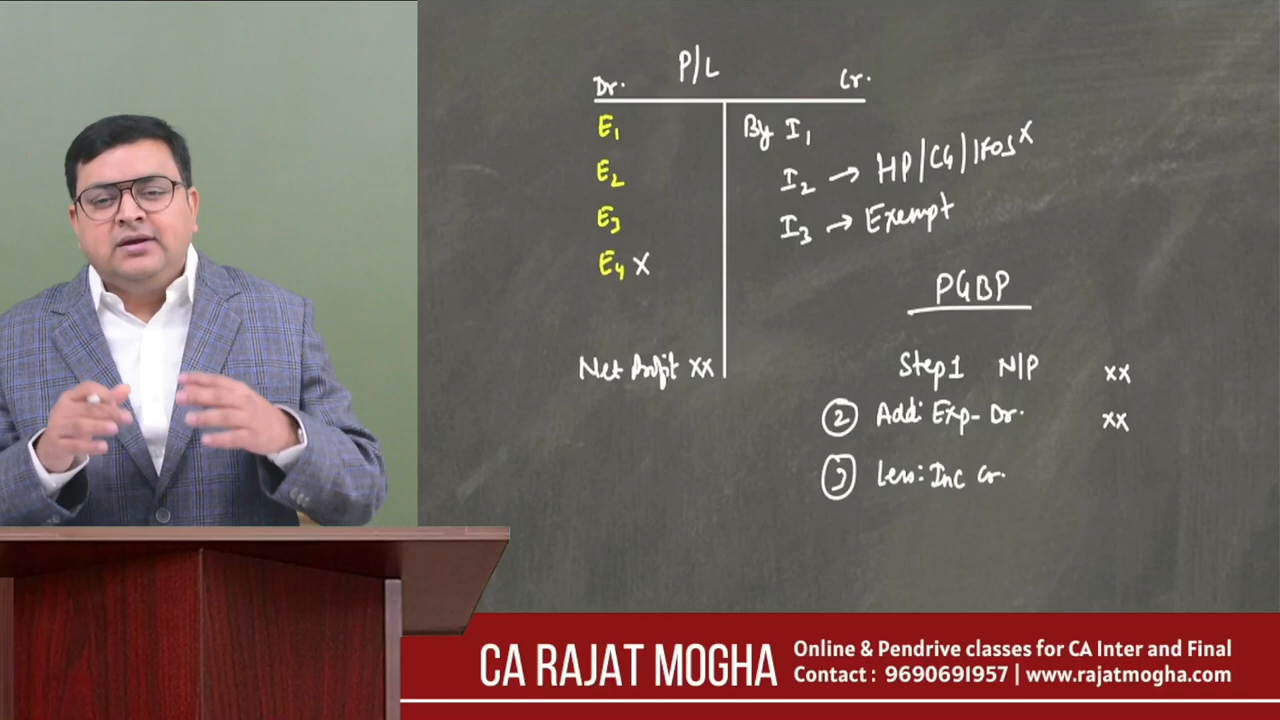 P/L
Dr. Cr.
E1 By I1
E2 I2 → HP/CG/IFOS X
E3 I3 → Exempt
E4 X
PGBP
Net Profit XX
Step 1 N/P XX
2 Add: Exp- Dr. XX
3 Less: Inc Cr.
CA RAJAT MOGHA
Online & Pendrive classes for CA Inter and Final
Contact : 9690691957 | www.rajatmogha.com